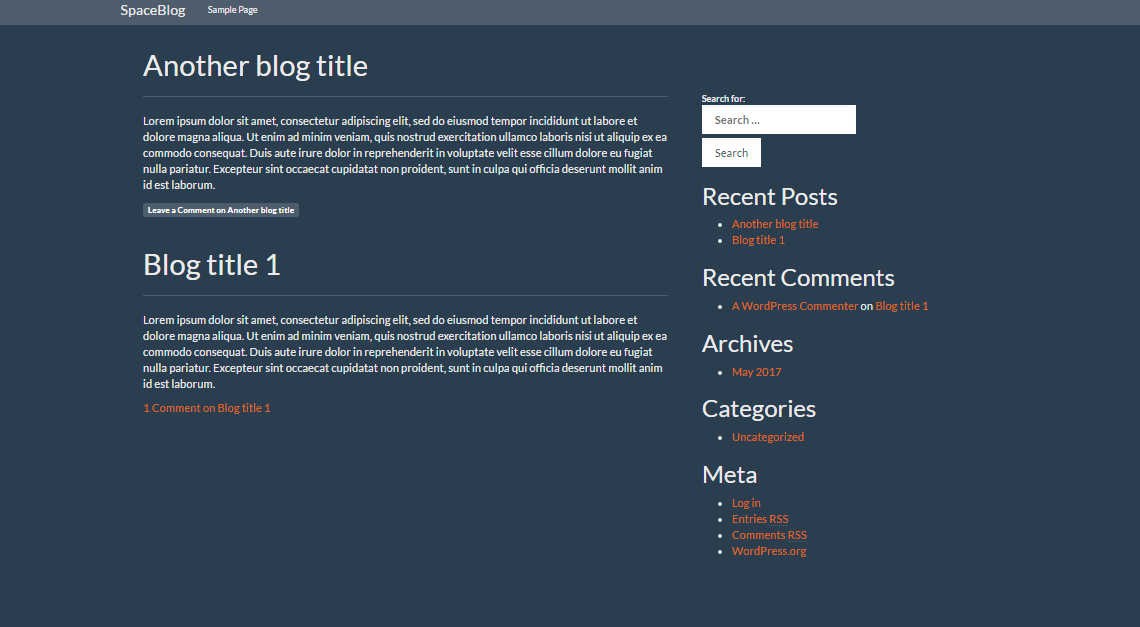 SpaceBlog Sample Page
Another blog title
Lorem ipsum dolor sit amet, consectetur adipiscing elit, sed do eiusmod tempor incididunt ut labore et
dolore magna aliqua. Ut enim ad minim veniam, quis nostrud exercitation ullamco laboris nisi ut aliquip ex ea
commodo consequat. Duis aute irure dolor in reprehenderit in voluptate velit esse cillum dolore eu fugiat
nulla pariatur. Excepteur sint occaecat cupidatat non proident, sunt in culpa qui officia deserunt mollit anim
id est laborum.
Leave a Comment on Another blog title
Blog title 1
Lorem ipsum dolor sit amet, consectetur adipiscing elit, sed do eiusmod tempor incididunt ut labore et
dolore magna aliqua. Ut enim ad minim veniam, quis nostrud exercitation ullamco laboris nisi ut aliquip ex ea
commodo consequat. Duis aute irure dolor in reprehenderit in voluptate velit esse cillum dolore eu fugiat
nulla pariatur. Excepteur sint occaecat cupidatat non proident, sunt in culpa qui officia deserunt mollit anim
id est laborum.
1 Comment on Blog title 1
Search for:
Search ...
Search
Recent Posts
Another blog title
Blog title 1
Recent Comments
A WordPress Commenter on Blog title 1
Archives
May 2017
Categories
Uncategorized
Meta
Log in
Entries RSS
Comments RSS
WordPress.org